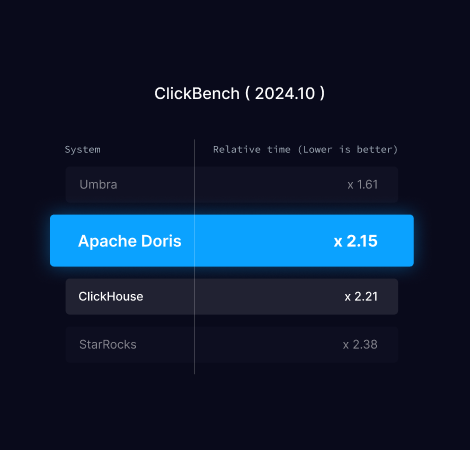 ClickBench ( 2024.10 )
System Relative time (Lower is better)
Umbra x 1.61
Apache Doris x 2.15
ClickHouse x 2.21
StarRocks x 2.38